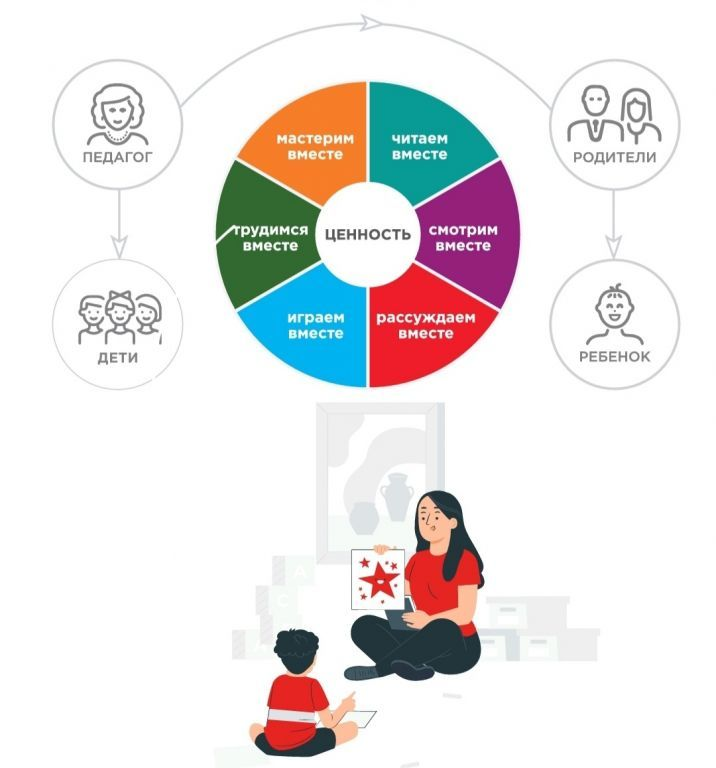 ПЕДАГОГ
РОДИТЕЛИ
мастерим
вместе
читаем
вместе
трудимся
вместе
ЦЕННОСТЬ
смотрим
вместе
играем
вместе
рассуждаем
вместе
ДЕТИ
РЕБЕНОК
A
C